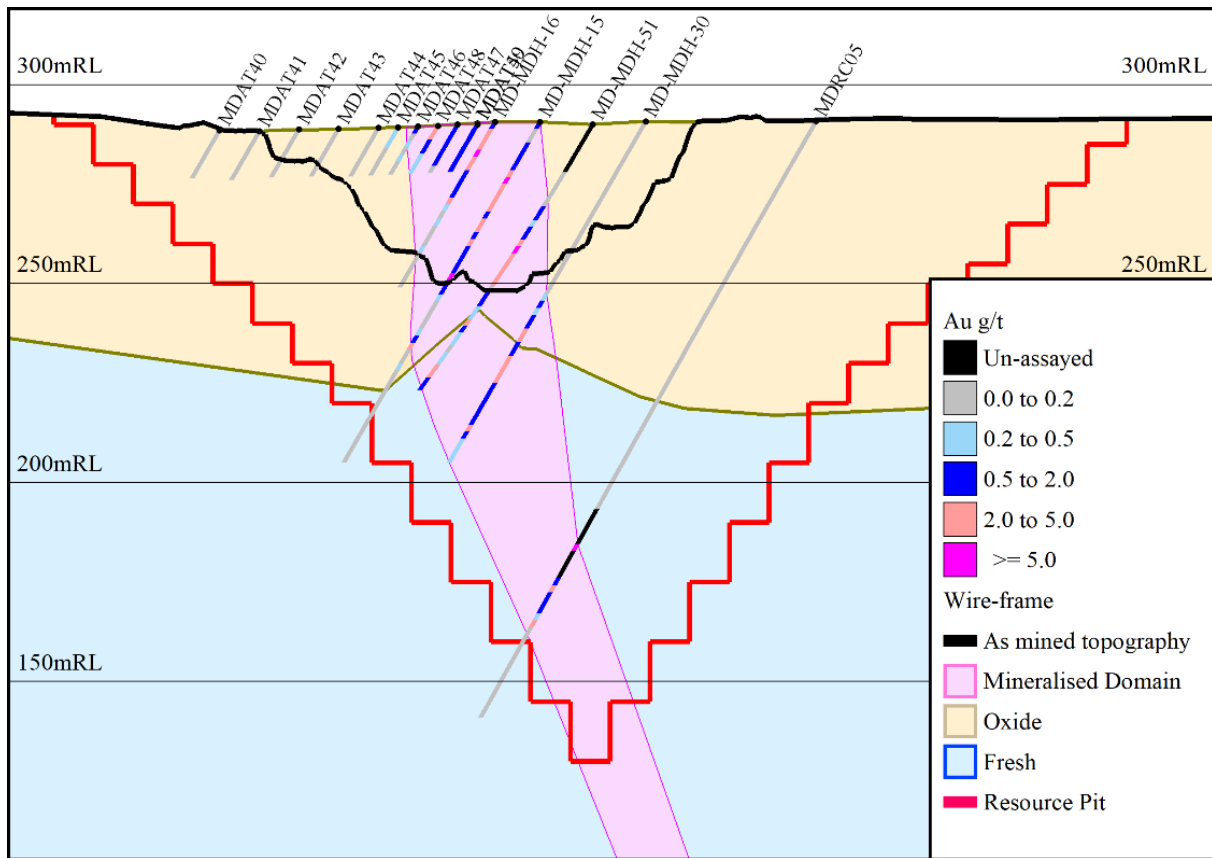 300mRL
300mRL
MDAT40
MDAT41
MDAT42
MDAT43
MDAT44
MDAT45
MDAT46
MDAT48
MDAT47
MD-MDH-16
MD-MDH-15
MD-MDH-51
MD-MDH-30
MDRC05
250mRL
250mRL
200mRL
150mRL
Au g/t
Un-assayed
0.0 to 0.2
0.2 to 0.5
0.5 to 2.0
2.0 to 5.0
>= 5.0
Wire-frame
As mined topography
Mineralised Domain
Oxide
Fresh
Resource Pit